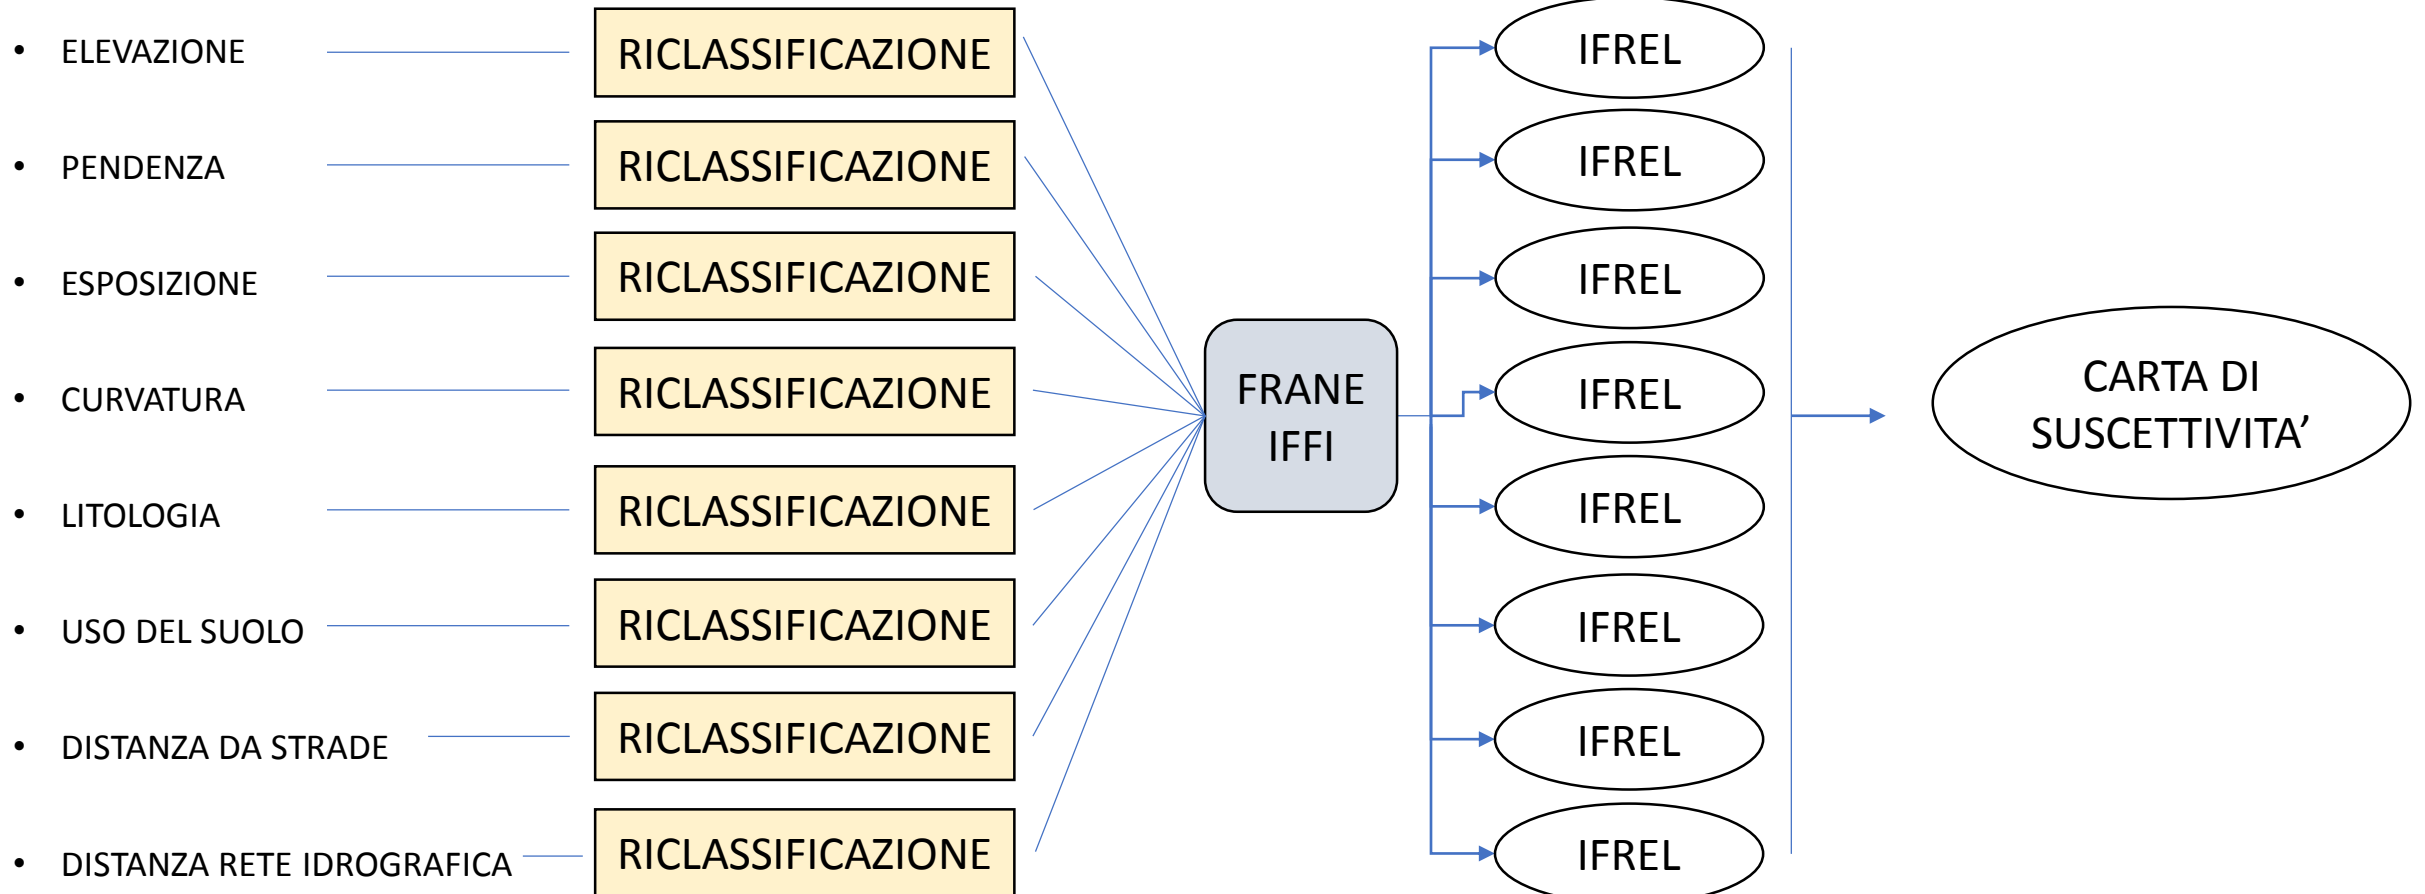 • ELEVAZIONE
RICLASSIFICAZIONE
IFREL
• PENDENZA
RICLASSIFICAZIONE
IFREL
• ESPOSIZIONE
RICLASSIFICAZIONE
IFREL
• CURVATURA
RICLASSIFICAZIONE
FRANE
IFFI
IFREL
CARTA DI
SUSCETTIVITA’
• LITOLOGIA
RICLASSIFICAZIONE
IFREL
• USO DEL SUOLO
RICLASSIFICAZIONE
IFREL
• DISTANZA DA STRADE
RICLASSIFICAZIONE
IFREL
• DISTANZA RETE IDROGRAFICA
RICLASSIFICAZIONE
IFREL